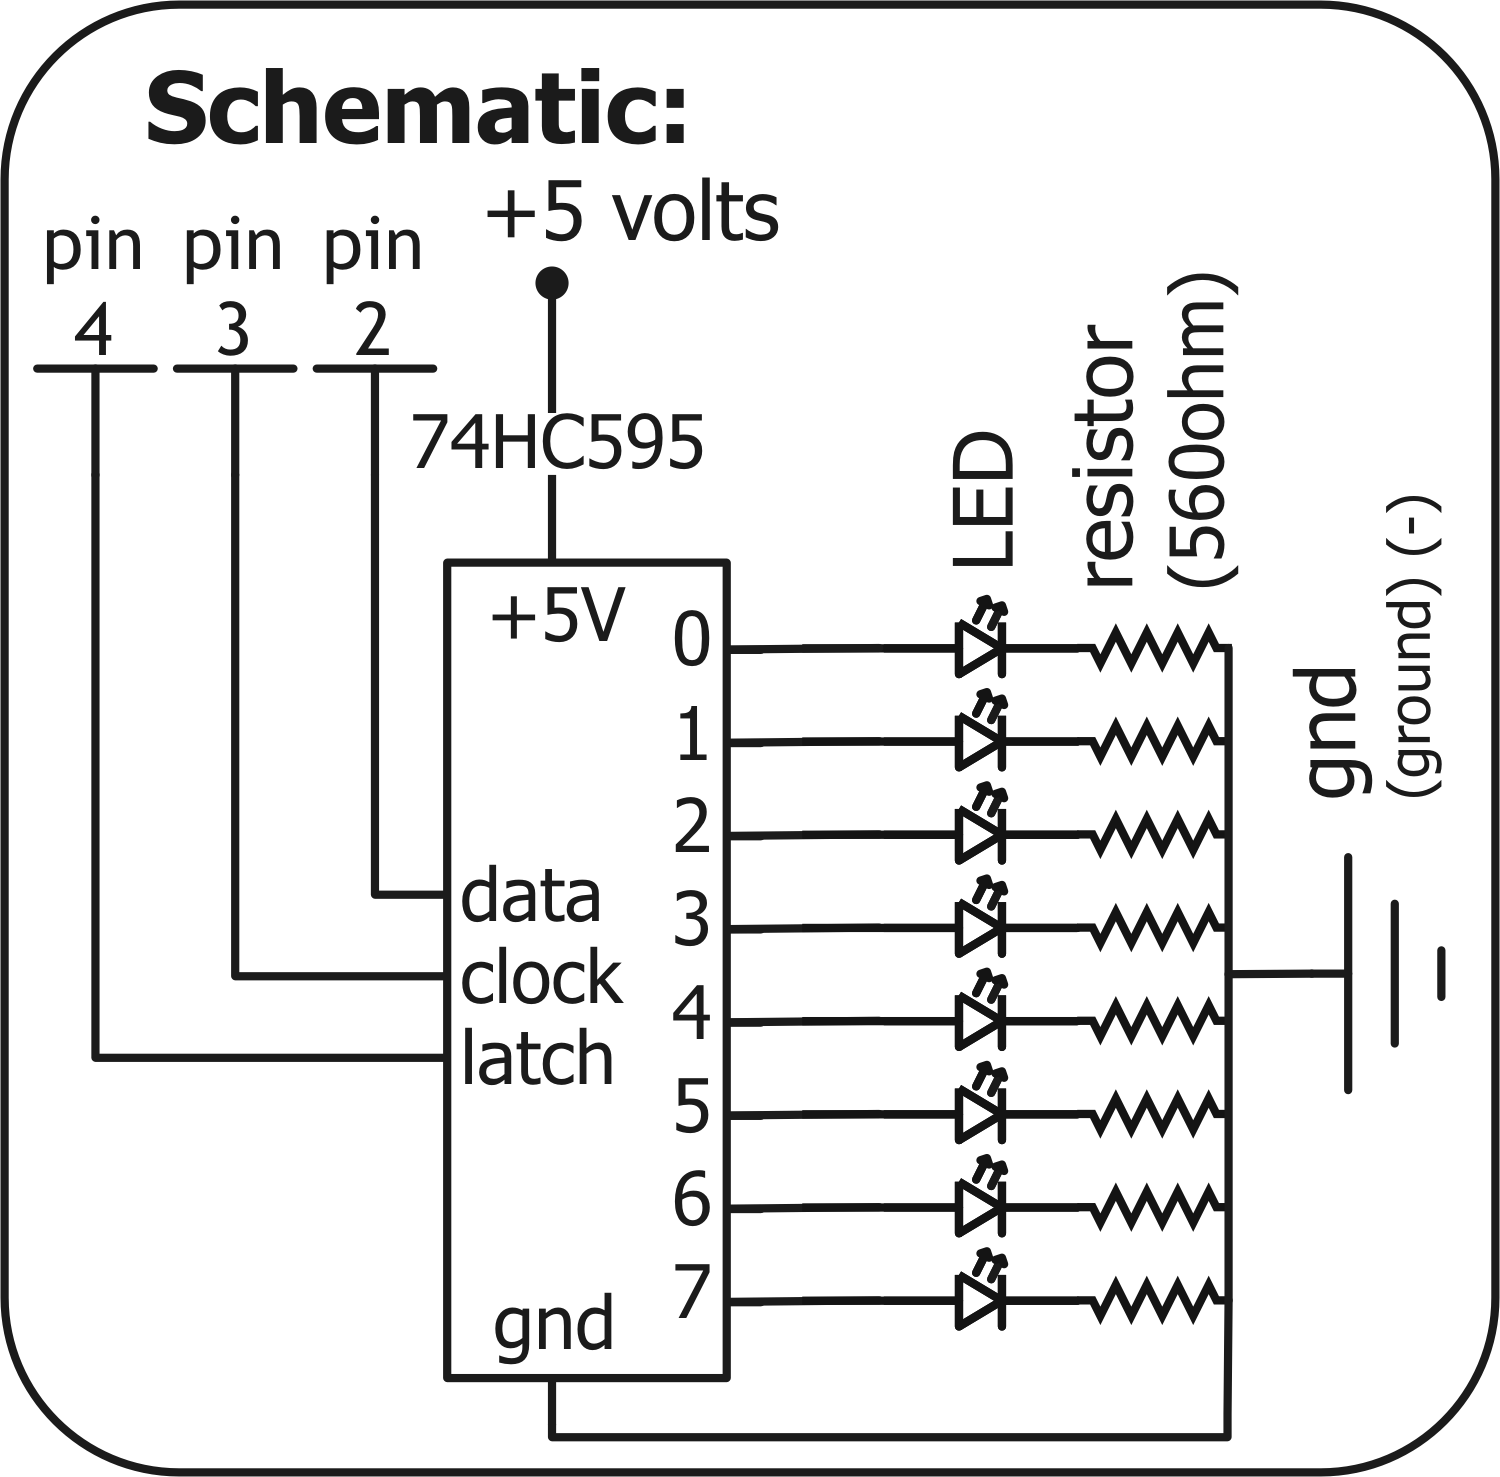 Schematic:
+5 volts
pin pin pin
4 3 2
74HC595
LED
resistor
(560ohm)
gnd
(ground) (-)
+5V
0
1
2
data
3
clock
4
latch
5
6
7
gnd